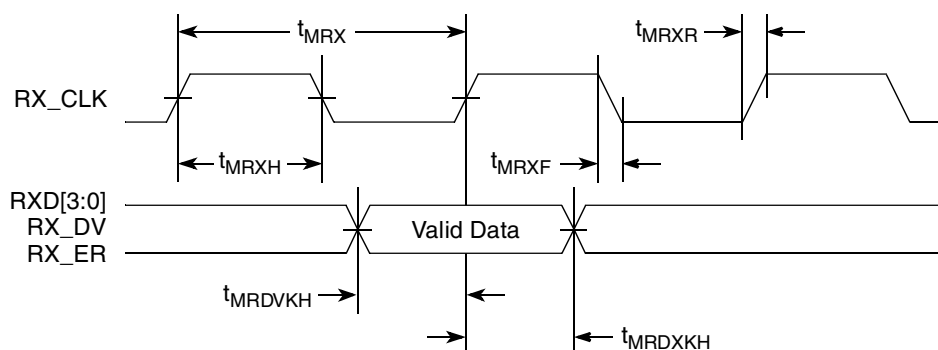 tMRX
tMRXR
RX_CLK
tMRXH
tMRXF
RXD[3:0]
RX_DV
Valid Data
RX_ER
tMRDVKH
tMRDXKH